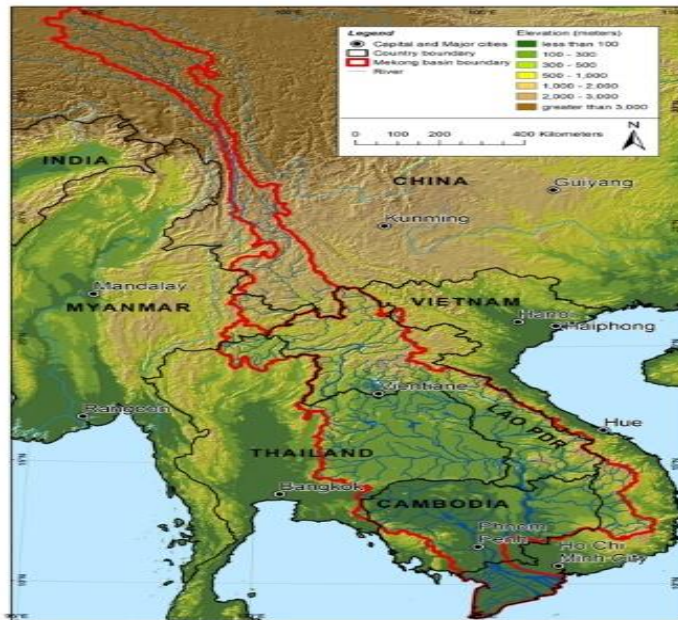 Legend
Capital and Major cities
Country boundary
Mekong basin boundary
River
Elevation (meters)
less than 100
100 - 300
300 - 500
500 - 1,000
1,000 - 2,000
2,000 - 3,000
greater than 3,000
0 100 200 400 Kilometers
N
INDIA
CHINA
Guiyang
Kunming
Mandalay
MYANMAR
VIETNAM
Hanoi
Haiphong
Vientiane
Rangoon
LAO PDR
Hue
THAILAND
Bangkok
CAMBODIA
Phnom
Penh
Ho Chi
Minh City